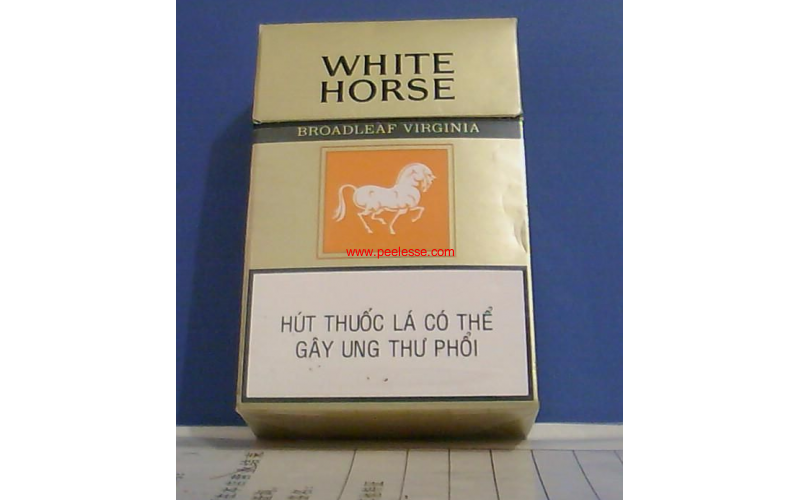 WHITE
HORSE
BROADLEAF VIRGINIA
www.peelesse.com
HÚT THUỐC LÁ CÓ THỂ
GÂY UNG THƯ PHỔI